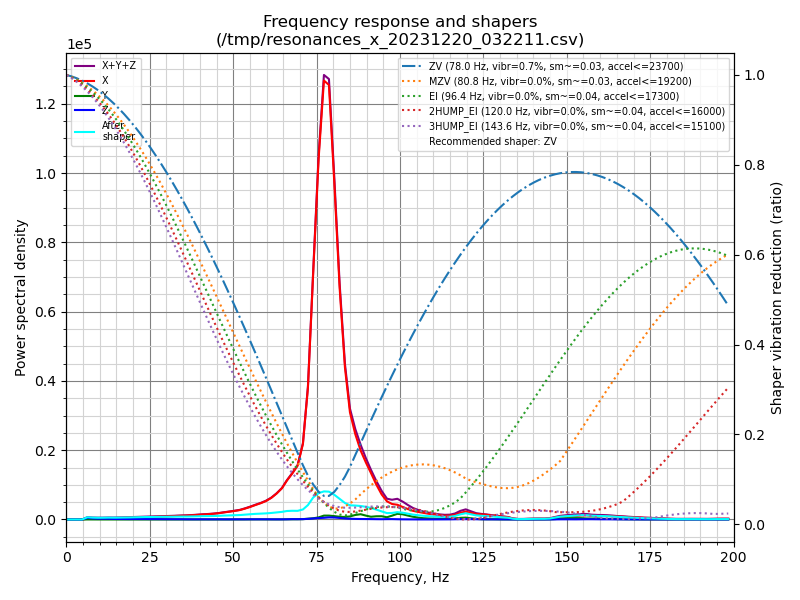 Frequency response and shapers
(/tmp/resonances_x_20231220_032211.csv)
1e5
X+Y+Z
X
Y
Z
After
shaper
ZV (78.0 Hz, vibr=0.7%, sm~=0.03, accel<=23700)
MZV (80.8 Hz, vibr=0.0%, sm~=0.03, accel<=19200)
EI (96.4 Hz, vibr=0.0%, sm~=0.04, accel<=17300)
2HUMP_EI (120.0 Hz, vibr=0.0%, sm~=0.04, accel<=16000)
3HUMP_EI (143.6 Hz, vibr=0.0%, sm~=0.04, accel<=15100)
Recommended shaper: ZV
Power spectral density
1.2
1.0
0.8
0.6
0.4
0.2
0.0
1.0
0.8
0.6
0.4
0.2
0.0
Shaper vibration reduction (ratio)
0 25 50 75 100 125 150 175 200
Frequency, Hz